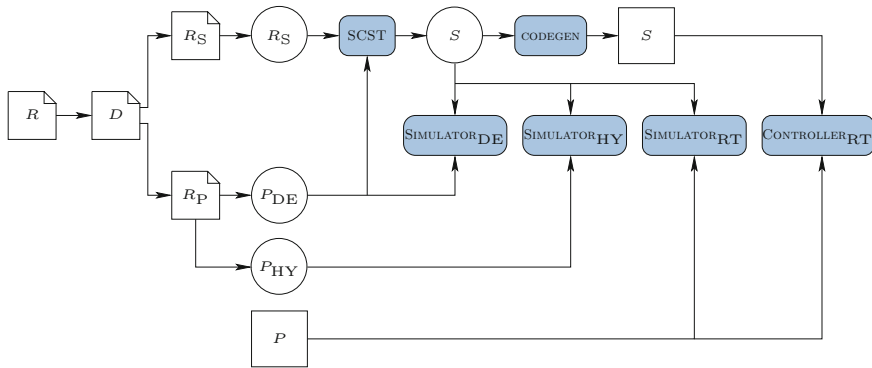 R_S R_S SCST S CODEGEN S
R D
SIMULATOR_DE SIMULATOR_HY SIMULATOR_RT CONTROLLER_RT
R_P P_DE
P_HY
P